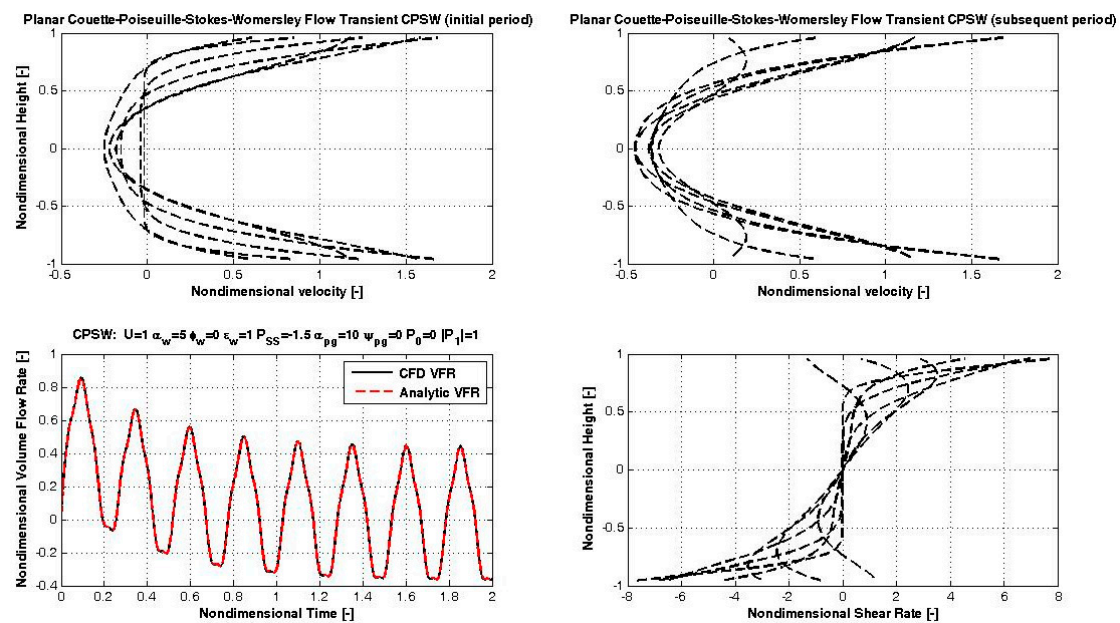 Planar Couette-Poiseuille-Stokes-Womersley Flow Transient CPSW (initial period)
1
0.5
0
-0.5
-1
Nondimensional Height [-]
-0.5 0 0.5 1 1.5 2
Nondimensional velocity [-]
Planar Couette-Poiseuille-Stokes-Womersley Flow Transient CPSW (subsequent period)
1
0.5
0
-0.5
-1
-0.5 0 0.5 1 1.5 2
Nondimensional velocity [-]
CPSW: U=1 α_w=5 ϕ_w=0 ε_w=1 P_SS=-1.5 α_pg=10 ψ_pg=0 P_0=0 |P_1|=1
CFD VFR
Analytic VFR
1
0.8
0.6
0.4
0.2
0
-0.2
-0.4
Nondimensional Volume Flow Rate [-]
0 0.2 0.4 0.6 0.8 1 1.2 1.4 1.6 1.8 2
Nondimensional Time [-]
1
0.5
0
-0.5
-1
Nondimensional Height [-]
-8 -6 -4 -2 0 2 4 6 8
Nondimensional Shear Rate [-]